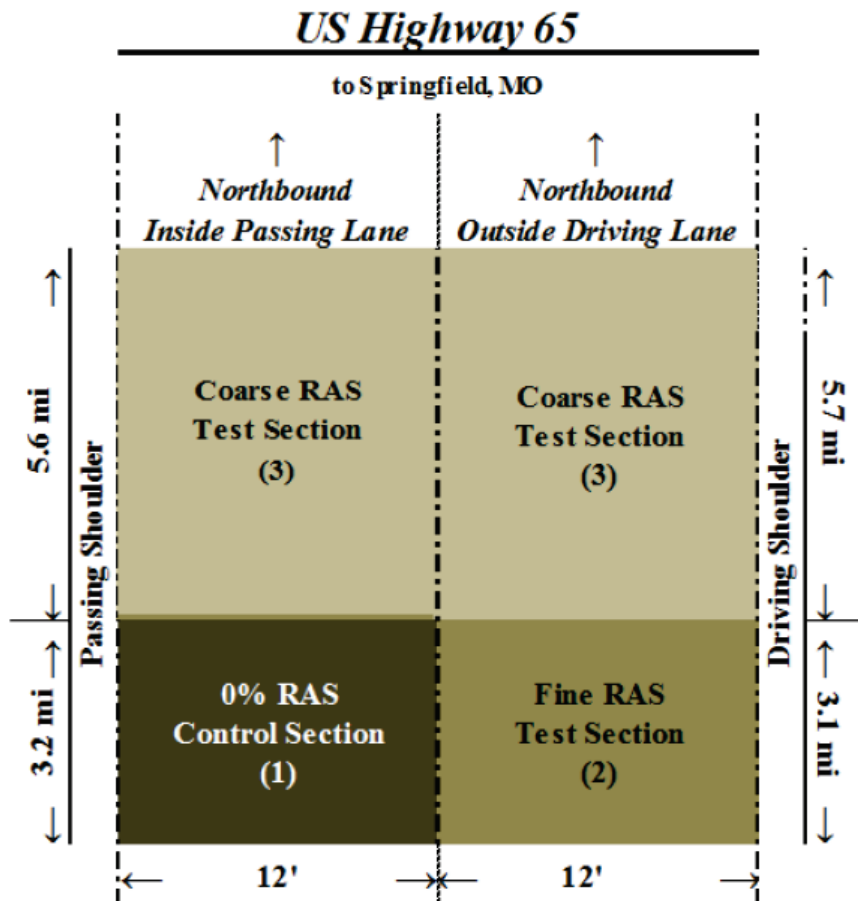 US Highway 65
to Springfield, MO
Northbound
Inside Passing Lane
Northbound
Outside Driving Lane
5.6 mi
Passing Shoulder
Coarse RAS
Test Section
(3)
Coarse RAS
Test Section
(3)
Driving Shoulder
5.7 mi
3.2 mi
0% RAS
Control Section
(1)
Fine RAS
Test Section
(2)
3.1 mi
12'
12'